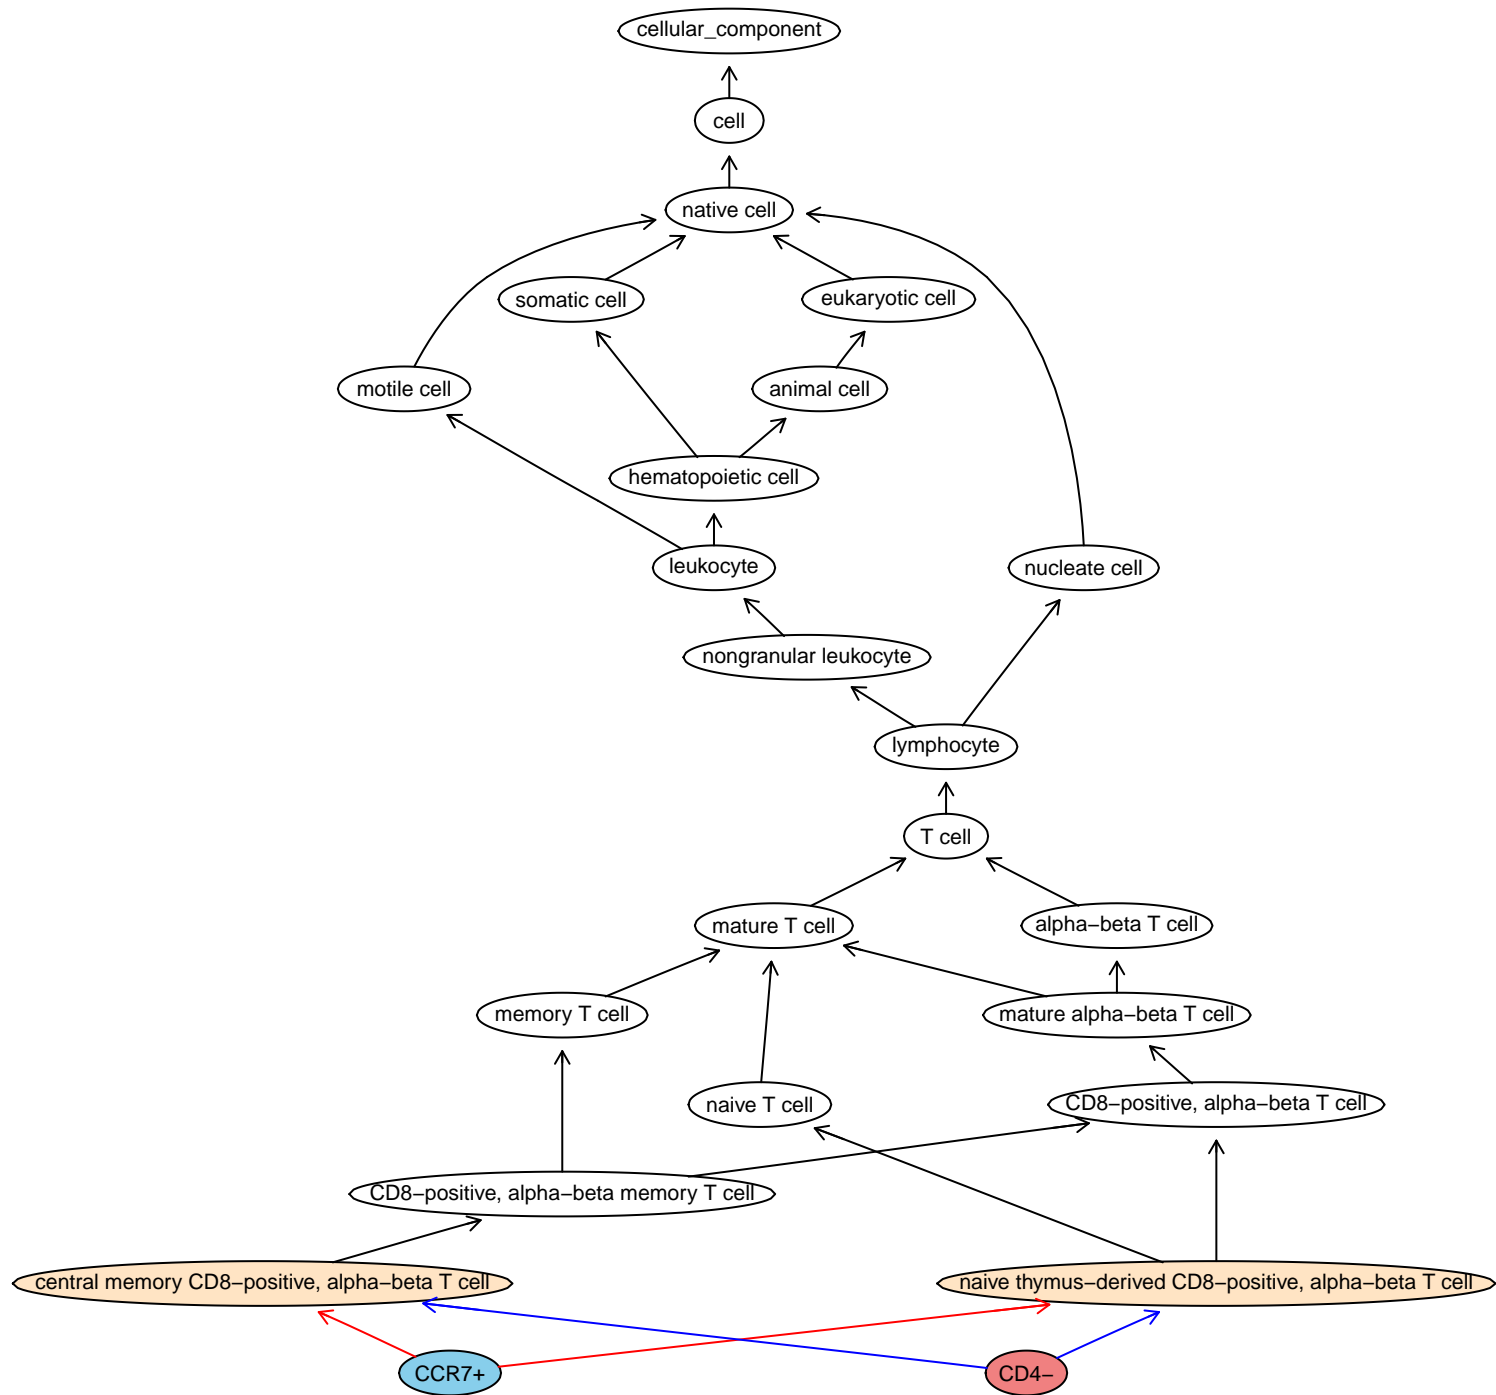 cellular_component
cell
native cell
somatic cell
eukaryotic cell
motile cell
animal cell
hematopoietic cell
leukocyte
nucleate cell
nongranular leukocyte
lymphocyte
T cell
mature T cell
alpha−beta T cell
memory T cell
mature alpha−beta T cell
naive T cell
CD8−positive, alpha−beta T cell
CD8−positive, alpha−beta memory T cell
central memory CD8−positive, alpha−beta T cell
naive thymus−derived CD8−positive, alpha−beta T cell
CCR7+
CD4−